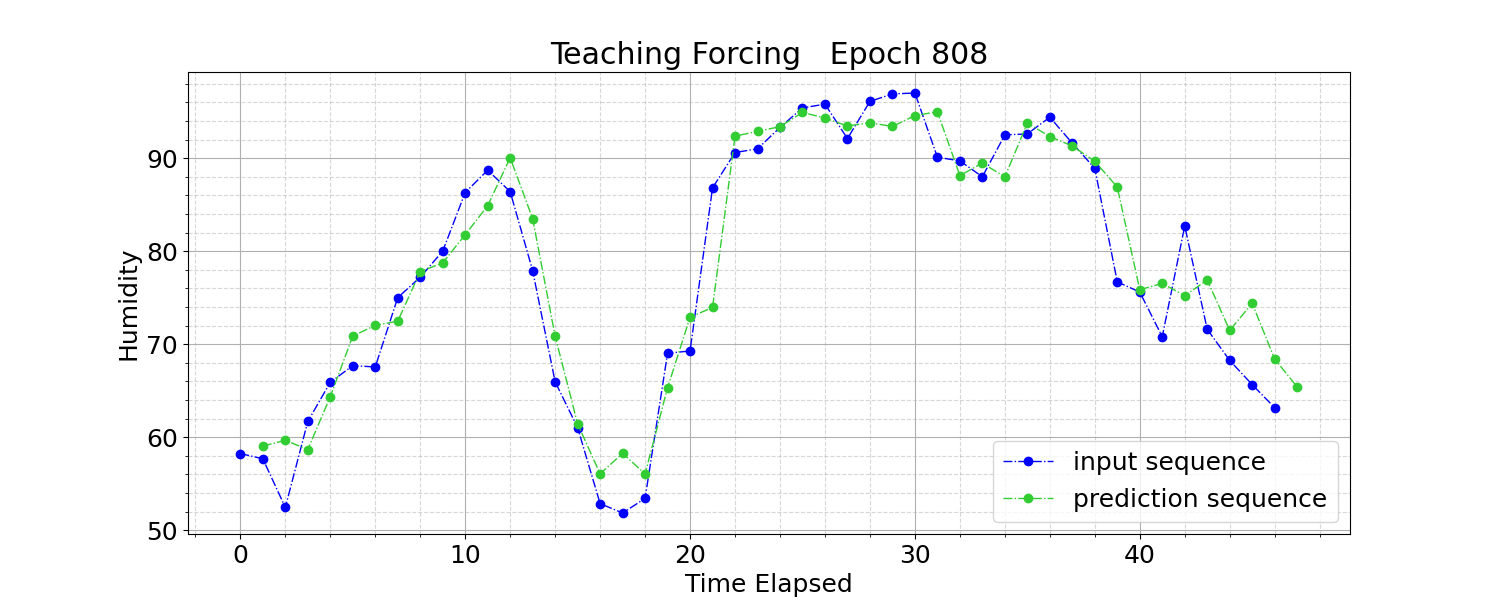 Teaching Forcing   Epoch 808
Humidity
90
80
70
60
50
0 10 20 30 40
Time Elapsed
input sequence
prediction sequence